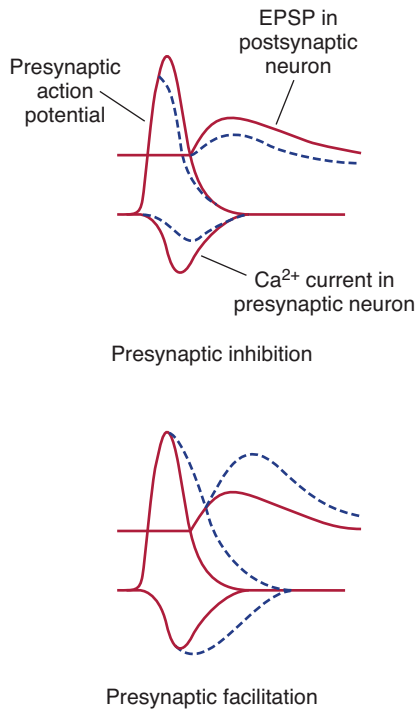 EPSP in
postsynaptic
neuron
Presynaptic
action
potential
Ca²⁺ current in
presynaptic neuron
Presynaptic inhibition
Presynaptic facilitation